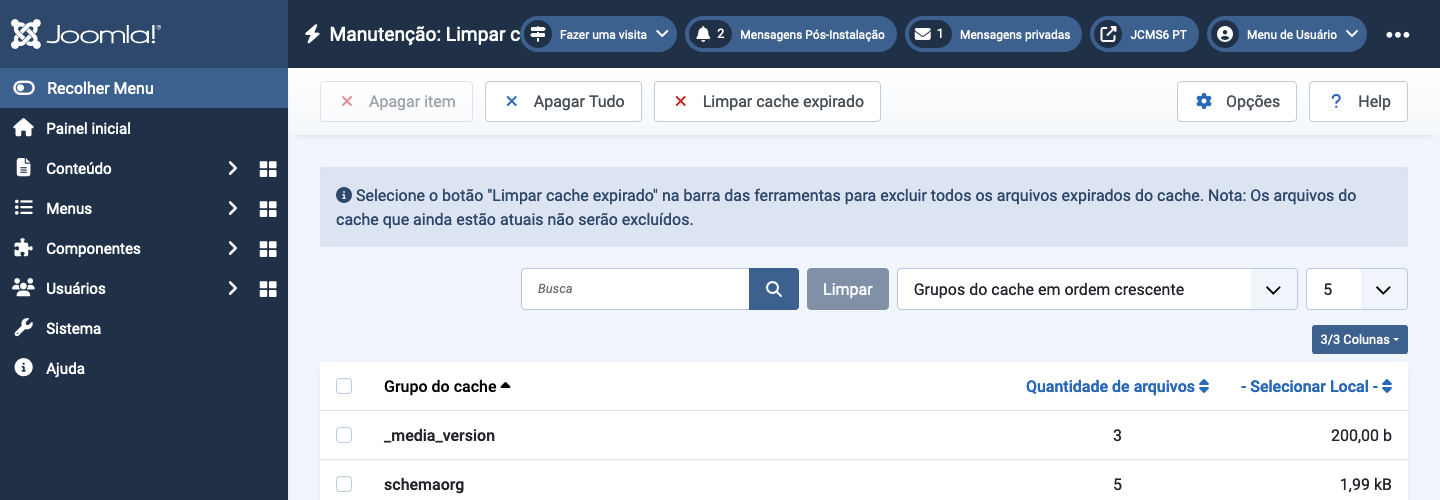 Joomla!®
Manutenção: Limpar c
Fazer uma visita
2 Mensagens Pós-Instalação
1 Mensagens privadas
JCMS6 PT
Menu de Usuário
Recolher Menu
Painel inicial
Conteúdo
Menus
Componentes
Usuários
Sistema
Ajuda
Apagar item
Apagar Tudo
Limpar cache expirado
Opções
? Help
Selecione o botão "Limpar cache expirado" na barra das ferramentas para excluir todos os arquivos expirados do cache. Nota: Os arquivos do
cache que ainda estão atuais não serão excluídos.
Busca
Limpar
Grupos do cache em ordem crescente
5
3/3 Colunas
Grupo do cache Quantidade de arquivos - Selecionar Local -
_media_version 3 200,00 b
schemaorg 5 1,99 kB